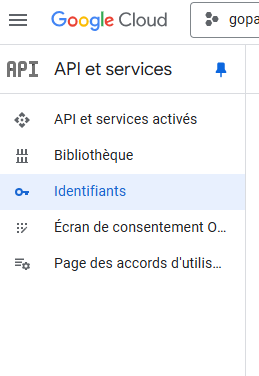 Google Cloud
gopa
API API et services
API et services activés
Bibliothèque
Identifiants
Écran de consentement O...
Page des accords d'utilis...